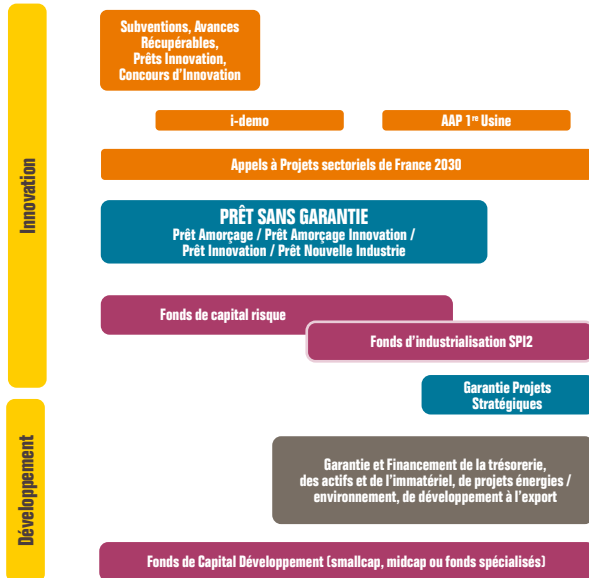 Innovation
Subventions, Avances
Récupérables,
Prêts Innovation,
Concours d'Innovation
i-demo
AAP 1re Usine
Appels à Projets sectoriels de France 2030
PRÊT SANS GARANTIE
Prêt Amorçage / Prêt Amorçage Innovation /
Prêt Innovation / Prêt Nouvelle Industrie
Fonds de capital risque
Fonds d'industrialisation SPI2
Garantie Projets
Stratégiques
Développement
Garantie et Financement de la trésorerie,
des actifs et de l'immatériel, de projets énergies /
environnement, de développement à l'export
Fonds de Capital Développement (smallcap, midcap ou fonds spécialisés)